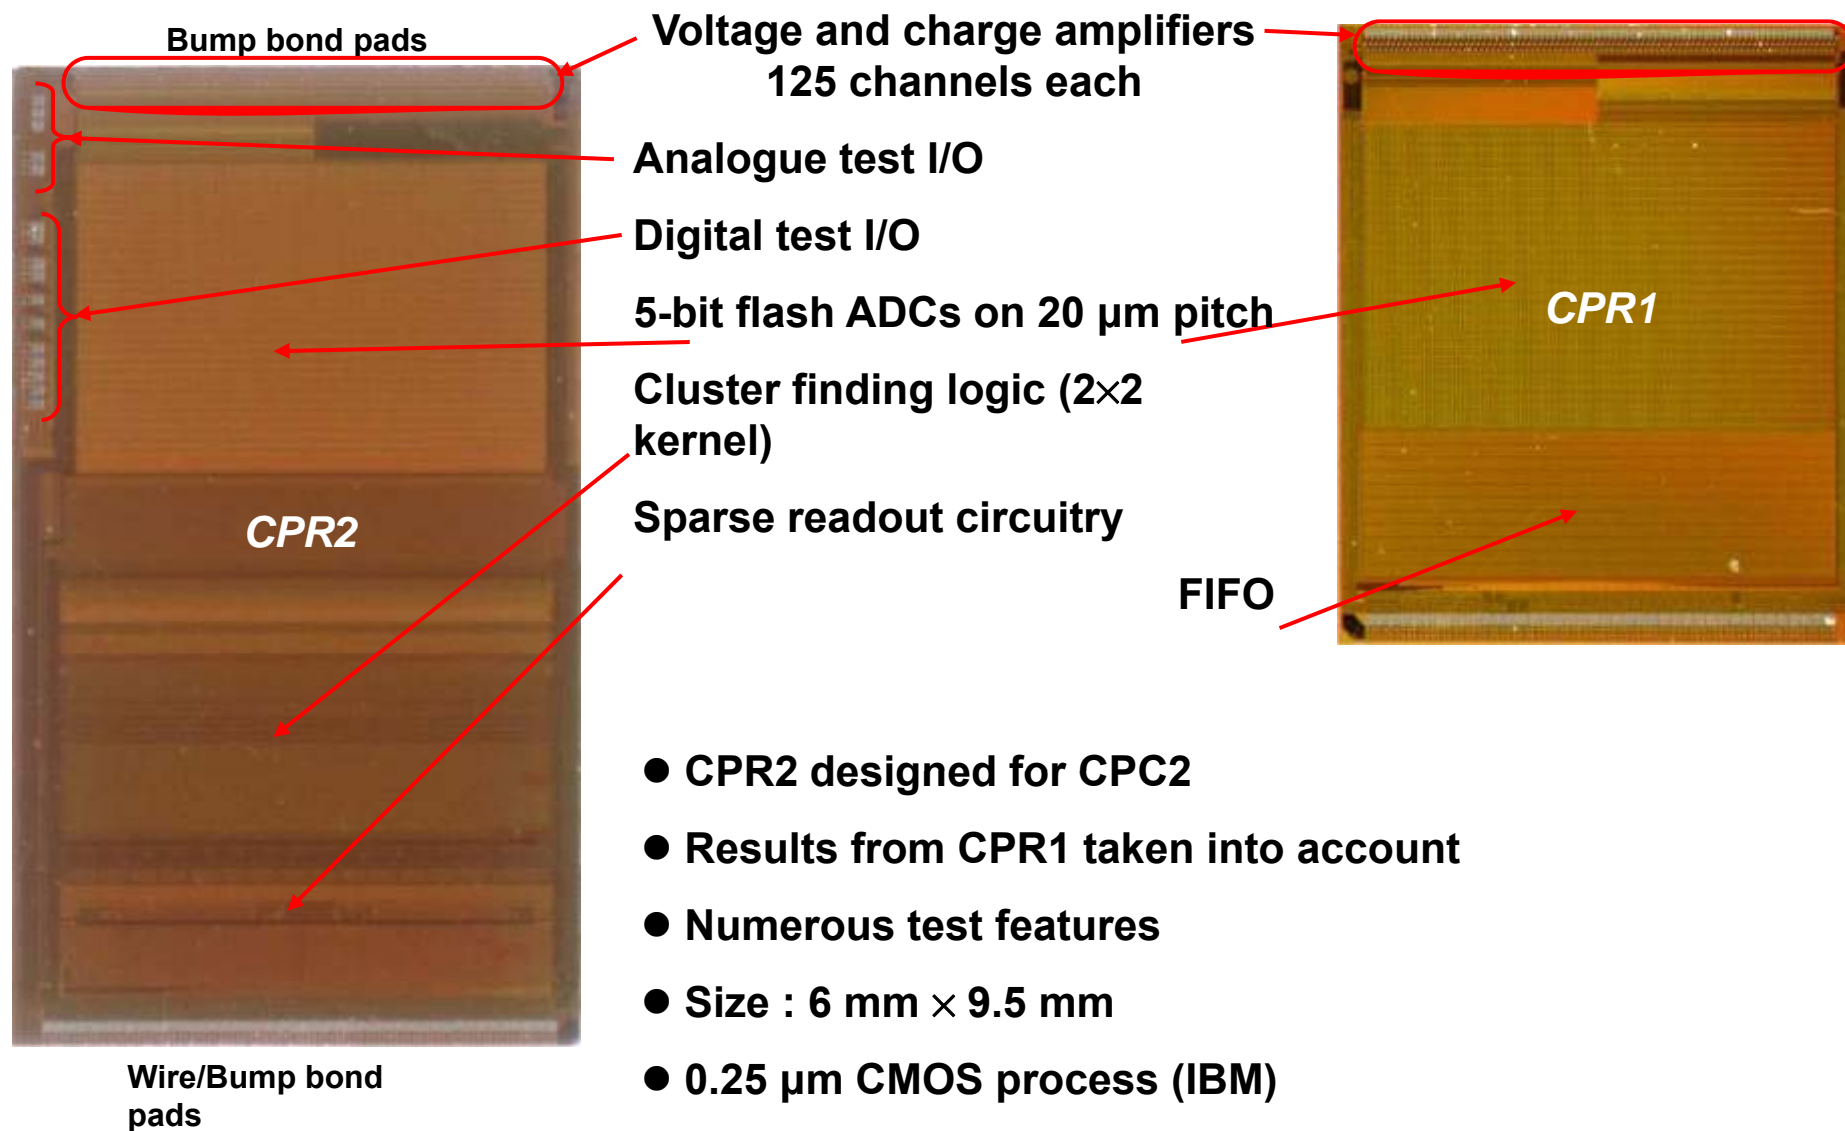 Bump bond pads
Voltage and charge amplifiers
125 channels each
Analogue test I/O
Digital test I/O
5-bit flash ADCs on 20 µm pitch
Cluster finding logic (2×2
kernel)
Sparse readout circuitry
FIFO
CPR1
CPR2
● CPR2 designed for CPC2
● Results from CPR1 taken into account
● Numerous test features
● Size : 6 mm × 9.5 mm
● 0.25 µm CMOS process (IBM)
Wire/Bump bond
pads